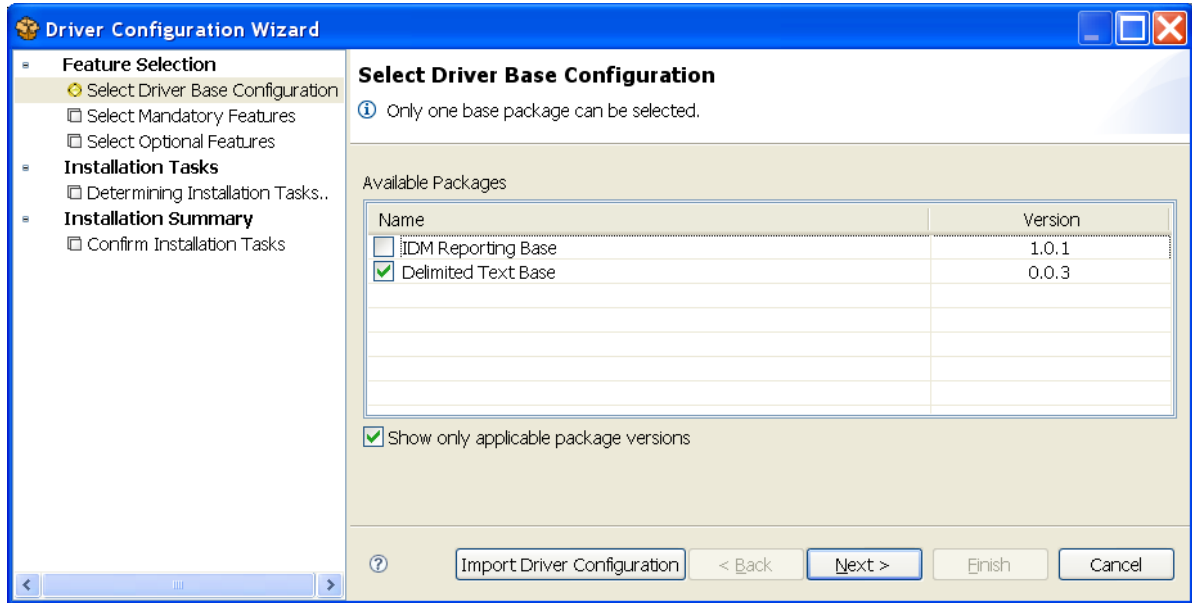 Driver Configuration Wizard
Feature Selection
Select Driver Base Configuration
Select Mandatory Features
Select Optional Features
Installation Tasks
Determining Installation Tasks..
Installation Summary
Confirm Installation Tasks
Select Driver Base Configuration
Only one base package can be selected.
Available Packages
Name Version
IDM Reporting Base 1.0.1
Delimited Text Base 0.0.3
Show only applicable package versions
Import Driver Configuration < Back Next > Finish Cancel